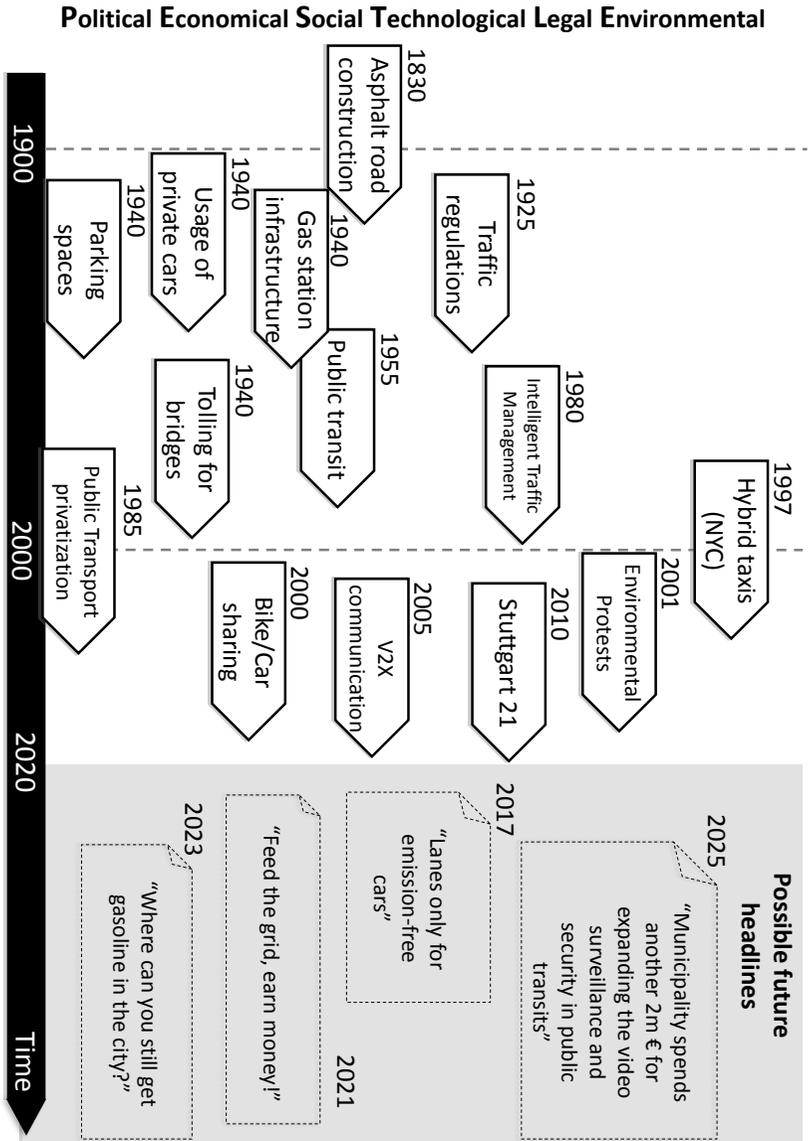 Political Economical Social Technological Legal Environmental
Possible future
headlines
1997
Hybrid taxis
(NYC)
2001
Environmental
Protests
2025
“Municipality spends
another 2m € for
expanding the video
surveillance and
security in public
transits”
1925
Traffic
regulations
1980
Intelligent Traffic
Management
2010
Stuttgart 21
2017
“Lanes only for
emission-free
cars”
1830
Asphalt road
construction
1955
Public transit
2005
V2X
communication
1940
Gas station
infrastructure
2000
Bike/Car
sharing
2021
“Feed the grid, earn money!”
1940
Usage of
private cars
1940
Tolling for
bridges
2023
“Where can you still get
gasoline in the city?”
1940
Parking
spaces
1985
Public Transport
privatization
1900
2000
2020
Time